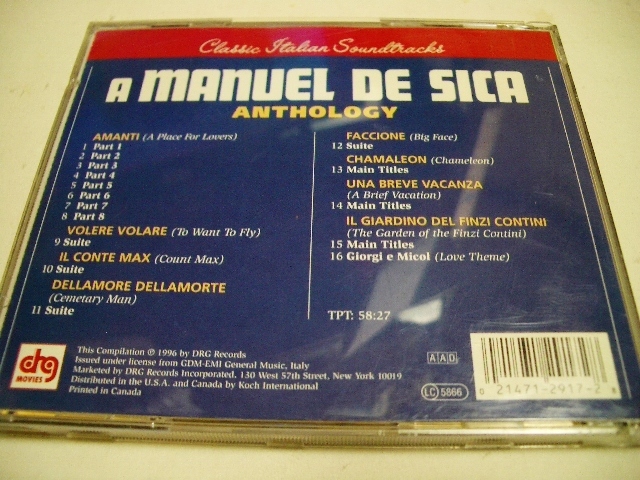 Classic Italian Soundtracks
A MANUEL DE SICA
ANTHOLOGY
AMANTI (A Place For Lovers)
1 Part 1
2 Part 2
3 Part 3
4 Part 4
5 Part 5
6 Part 6
7 Part 7
8 Part 8
VOLERE VOLARE (To Want To Fly)
9 Suite
IL CONTE MAX (Count Max)
10 Suite
DELLAMORE DELLAMORTE
(Cemetary Man)
11 Suite
FACCIONE (Big Face)
12 Suite
CHAMALEON (Chameleon)
13 Main Titles
UNA BREVE VACANZA
(A Brief Vacation)
14 Main Titles
IL GIARDINO DEL FINZI CONTINI
(The Garden of the Finzi Contini)
15 Main Titles
16 Giorgi e Micol (Love Theme)
TPT: 58:27
drg
MOVIES
This Compilation ℗ 1996 by DRG Records
Issued under license from GDM-EMI General Music, Italy
Marketed by DRG Records Incorporated. 130 West 57th Street, New York 10019
Distributed in the U.S.A. and Canada by Koch International
Printed in Canada
AAD
LC 5866
0 21471-2917-2 8